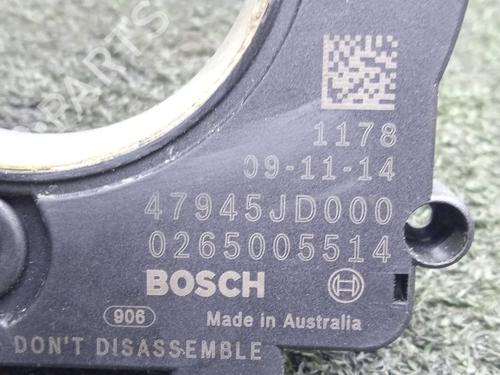 1178
09-11-14
47945JD000
0265005514
BOSCH
906
Made in Australia
DON'T DISASSEMBLE